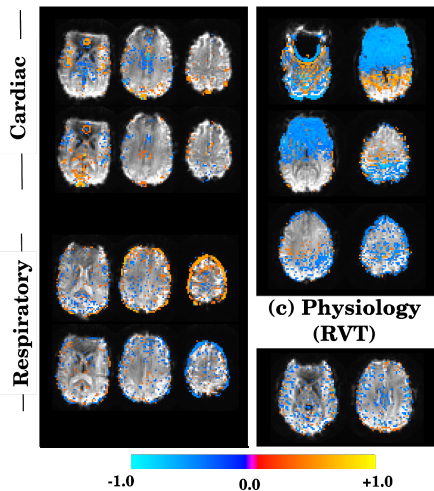 Cardiac
Respiratory
(c) Physiology
(RVT)
-1.0
0.0
+1.0